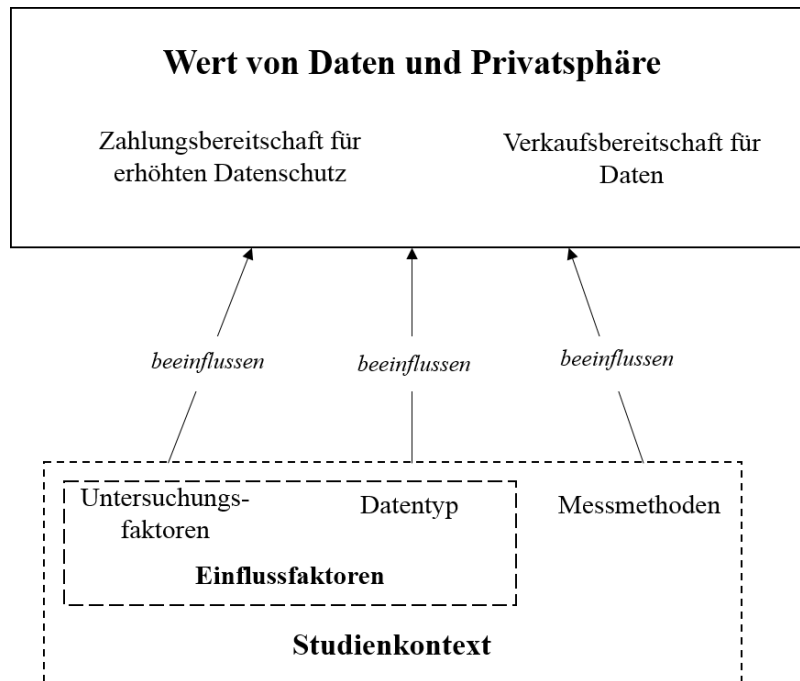 Wert von Daten und Privatsphäre
Zahlungsbereitschaft für
erhöhten Datenschutz
Verkaufsbereitschaft für
Daten
beeinflussen
beeinflussen
beeinflussen
Untersuchungs-
faktoren
Datentyp
Messmethoden
Einflussfaktoren
Studienkontext